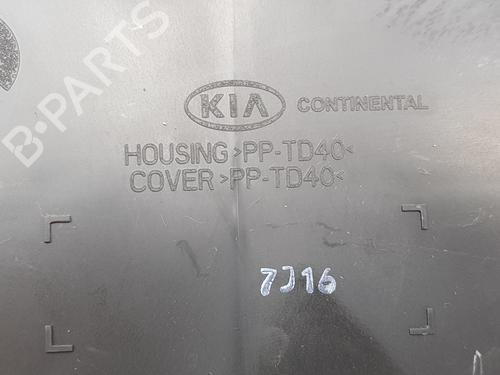 B-PARTS
KIA CONTINENTAL
HOUSING >PP-TD40<
COVER >PP-TD40<
7J16